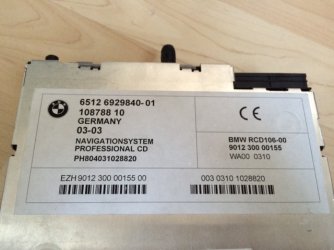 BMW
6512 6929840-01
108788 10
GERMANY
03-03
NAVIGATIONSYSTEM
PROFESSIONAL CD
PH804031028820
CE
BMW RCD106-00
9012 300 00155
WA00 0310
EZH 9012 300 00155 00
003 0310 1028820